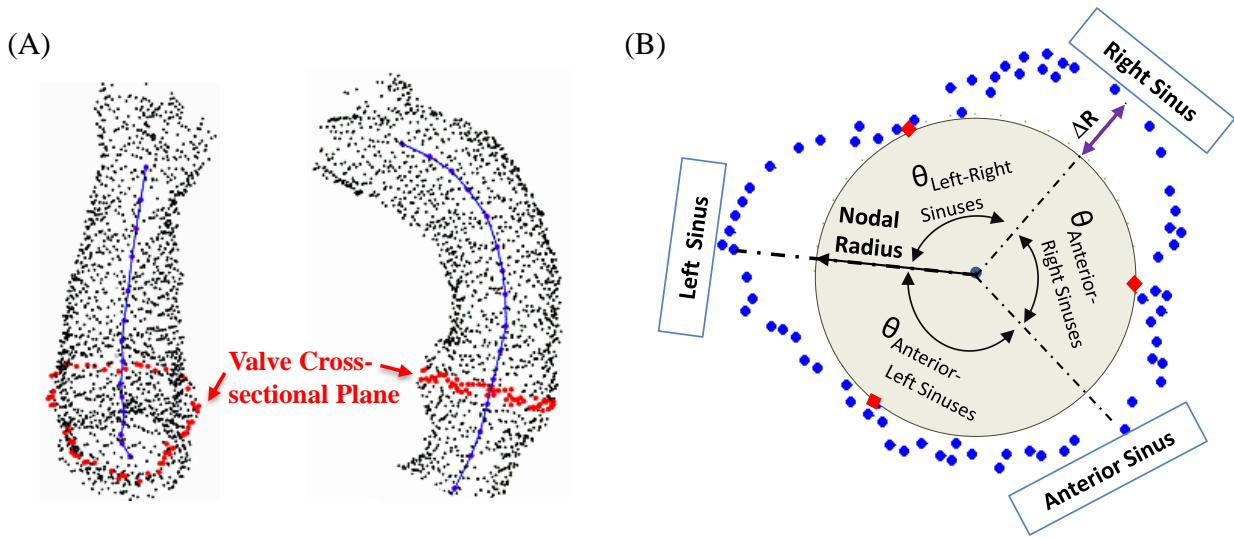 (A)
Valve Cross-
sectional Plane
(B)
Right Sinus
ΔR
θLeft-Right
Sinuses
Nodal
Radius
Left Sinus
θAnterior-
Right Sinuses
θAnterior-
Left Sinuses
Anterior Sinus